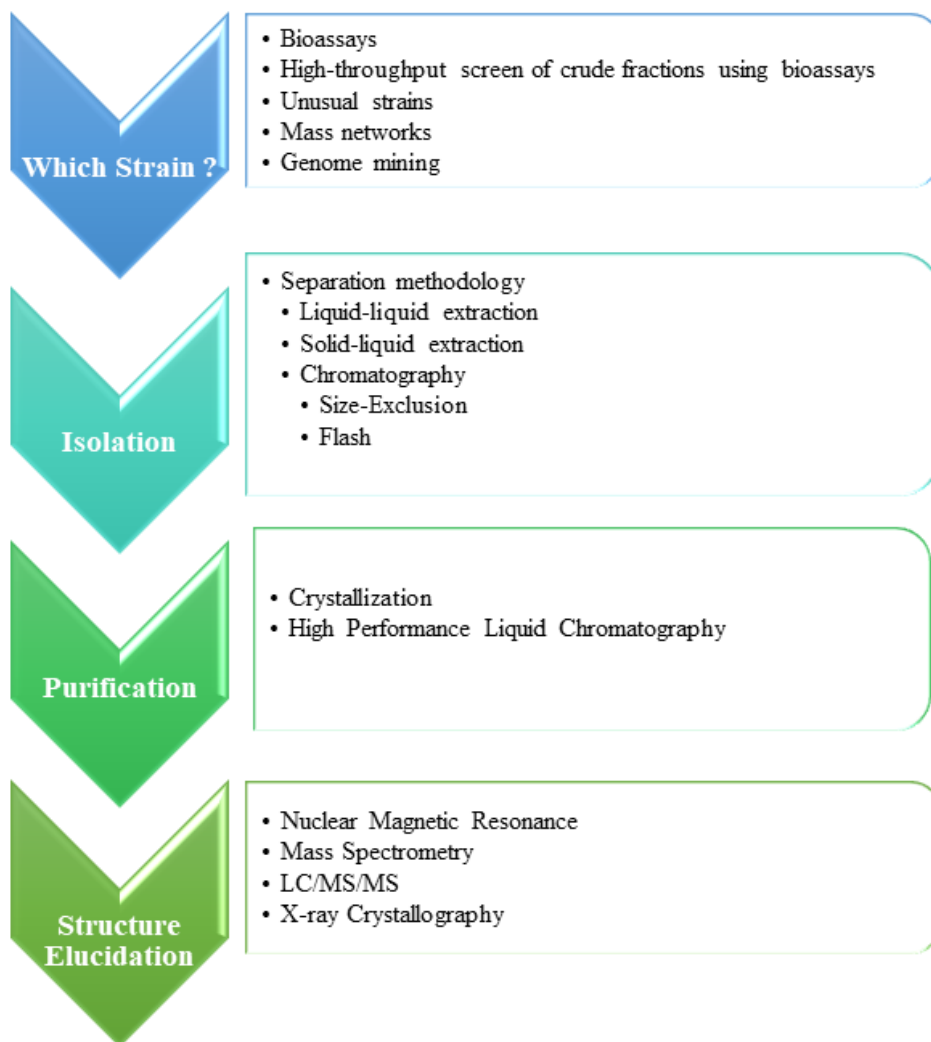 Which Strain ?
• Bioassays
• High-throughput screen of crude fractions using bioassays
• Unusual strains
• Mass networks
• Genome mining
Isolation
• Separation methodology
• Liquid-liquid extraction
• Solid-liquid extraction
• Chromatography
• Size-Exclusion
• Flash
Purification
• Crystallization
• High Performance Liquid Chromatography
Structure
Elucidation
• Nuclear Magnetic Resonance
• Mass Spectrometry
• LC/MS/MS
• X-ray Crystallography